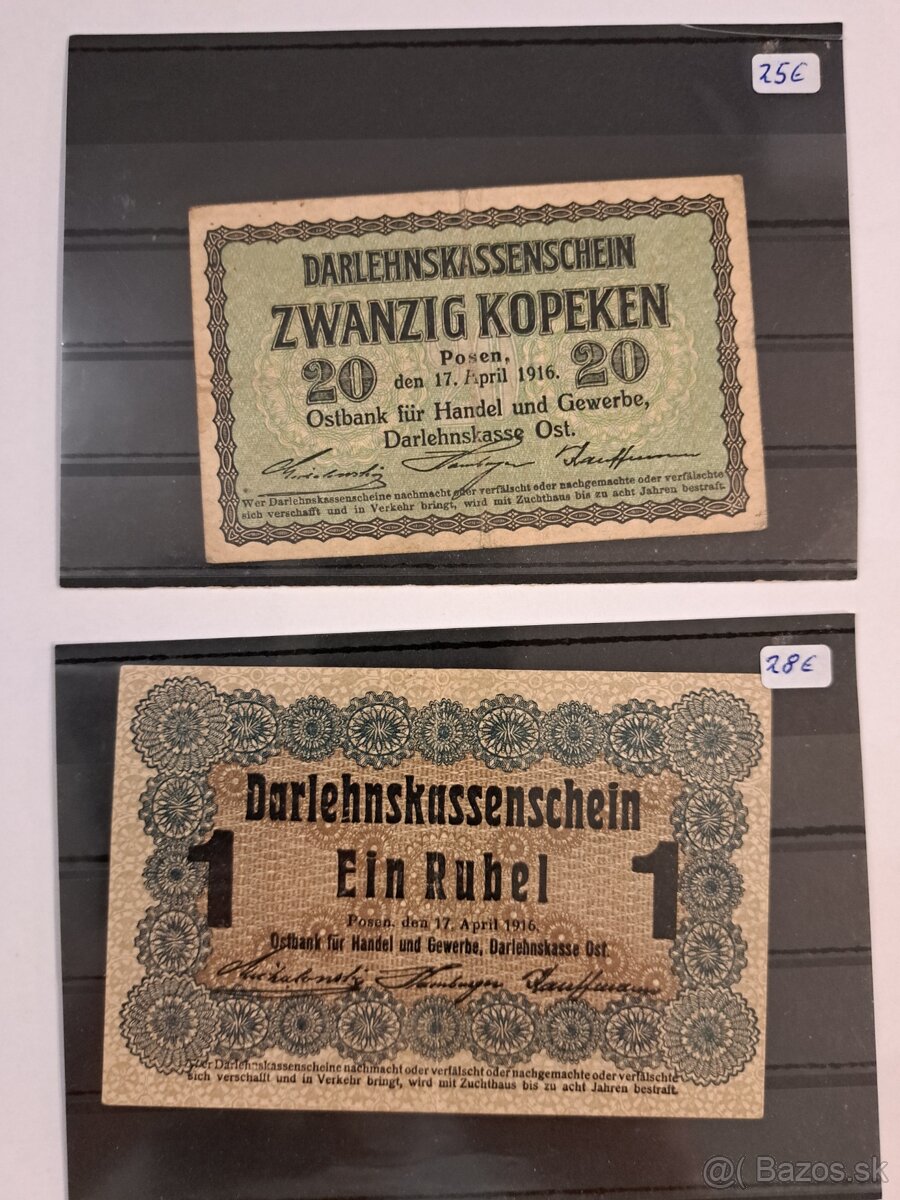 25€
DARLEHNSKASSENSCHEIN
ZWANZIG KOPEKEN
20 Posen, 20
den 17. April 1916.
Ostbank für Handel und Gewerbe,
Darlehnskasse Ost.
Hamburger Kauffmann
Wer Darlehnskassenscheine nachmacht oder verfälscht oder nachgemachte oder verfälschte
sich verschafft und in Verkehr bringt, wird mit Zuchthaus bis zu acht Jahren bestraft.
28€
Darlehnskassenschein
1 Ein Rubel 1
Posen, den 17. April 1916.
Ostbank für Handel und Gewerbe, Darlehnskasse Ost.
Hamburger Kauffmann
Wer Darlehnskassenscheine nachmacht oder verfälscht oder nachgemachte oder verfälschte
sich verschafft und in Verkehr bringt, wird mit Zuchthaus bis zu acht Jahren bestraft.
@( Bazos.sk